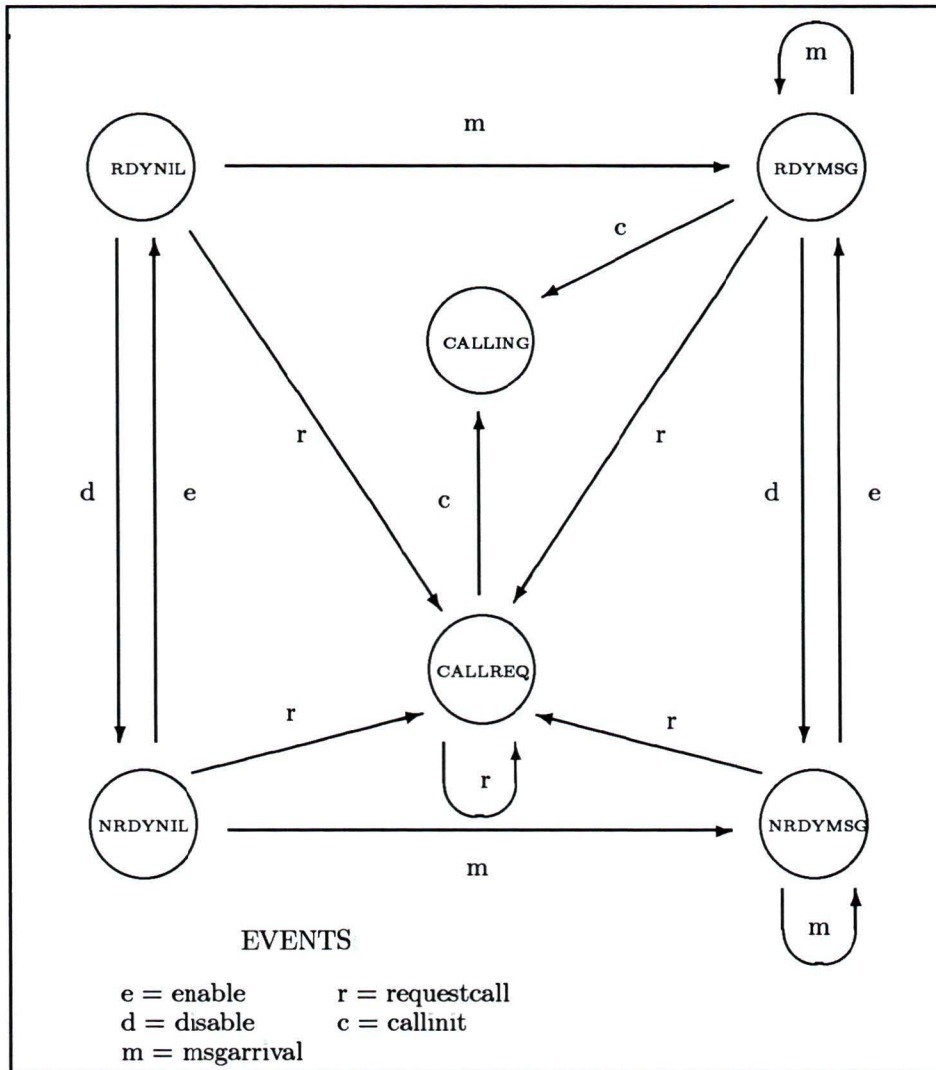 m
m
RDYNIL
RDYMSG
c
CALLING
r
r
d
e
c
d
e
CALLREQ
r
r
r
NRDYNIL
NRDYMSG
m
m
EVENTS
e = enable
r = requestcall
d = disable
c = callinit
m = msgarrival